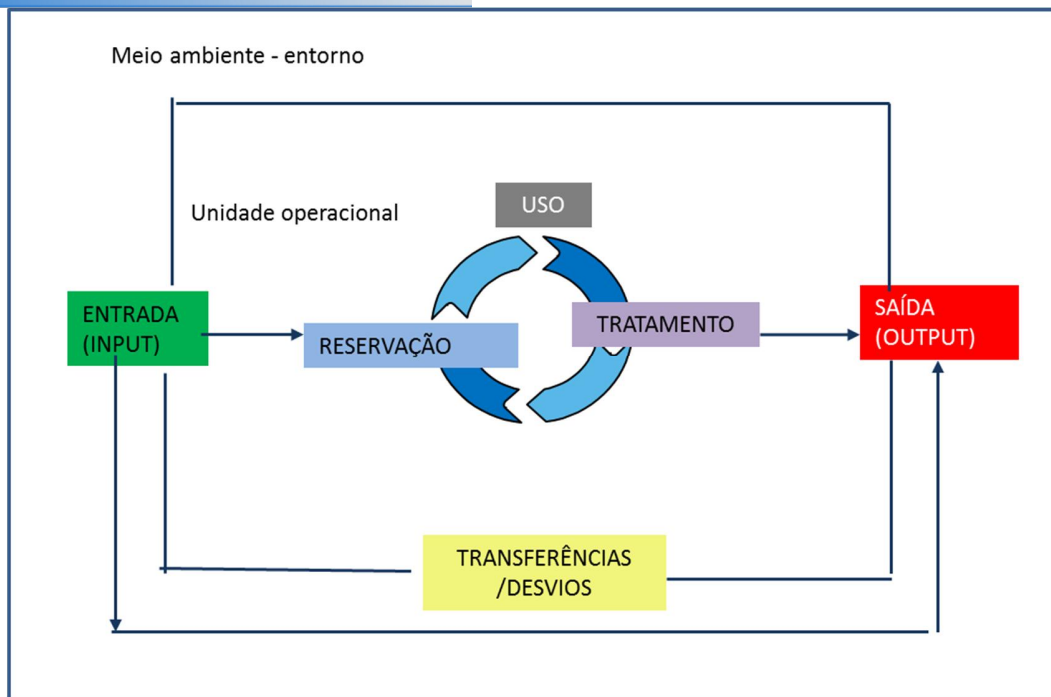 Meio ambiente - entorno
Unidade operacional
USO
ENTRADA
(INPUT)
RESERVAÇÃO
TRATAMENTO
SAÍDA
(OUTPUT)
TRANSFERÊNCIAS
/DESVIOS